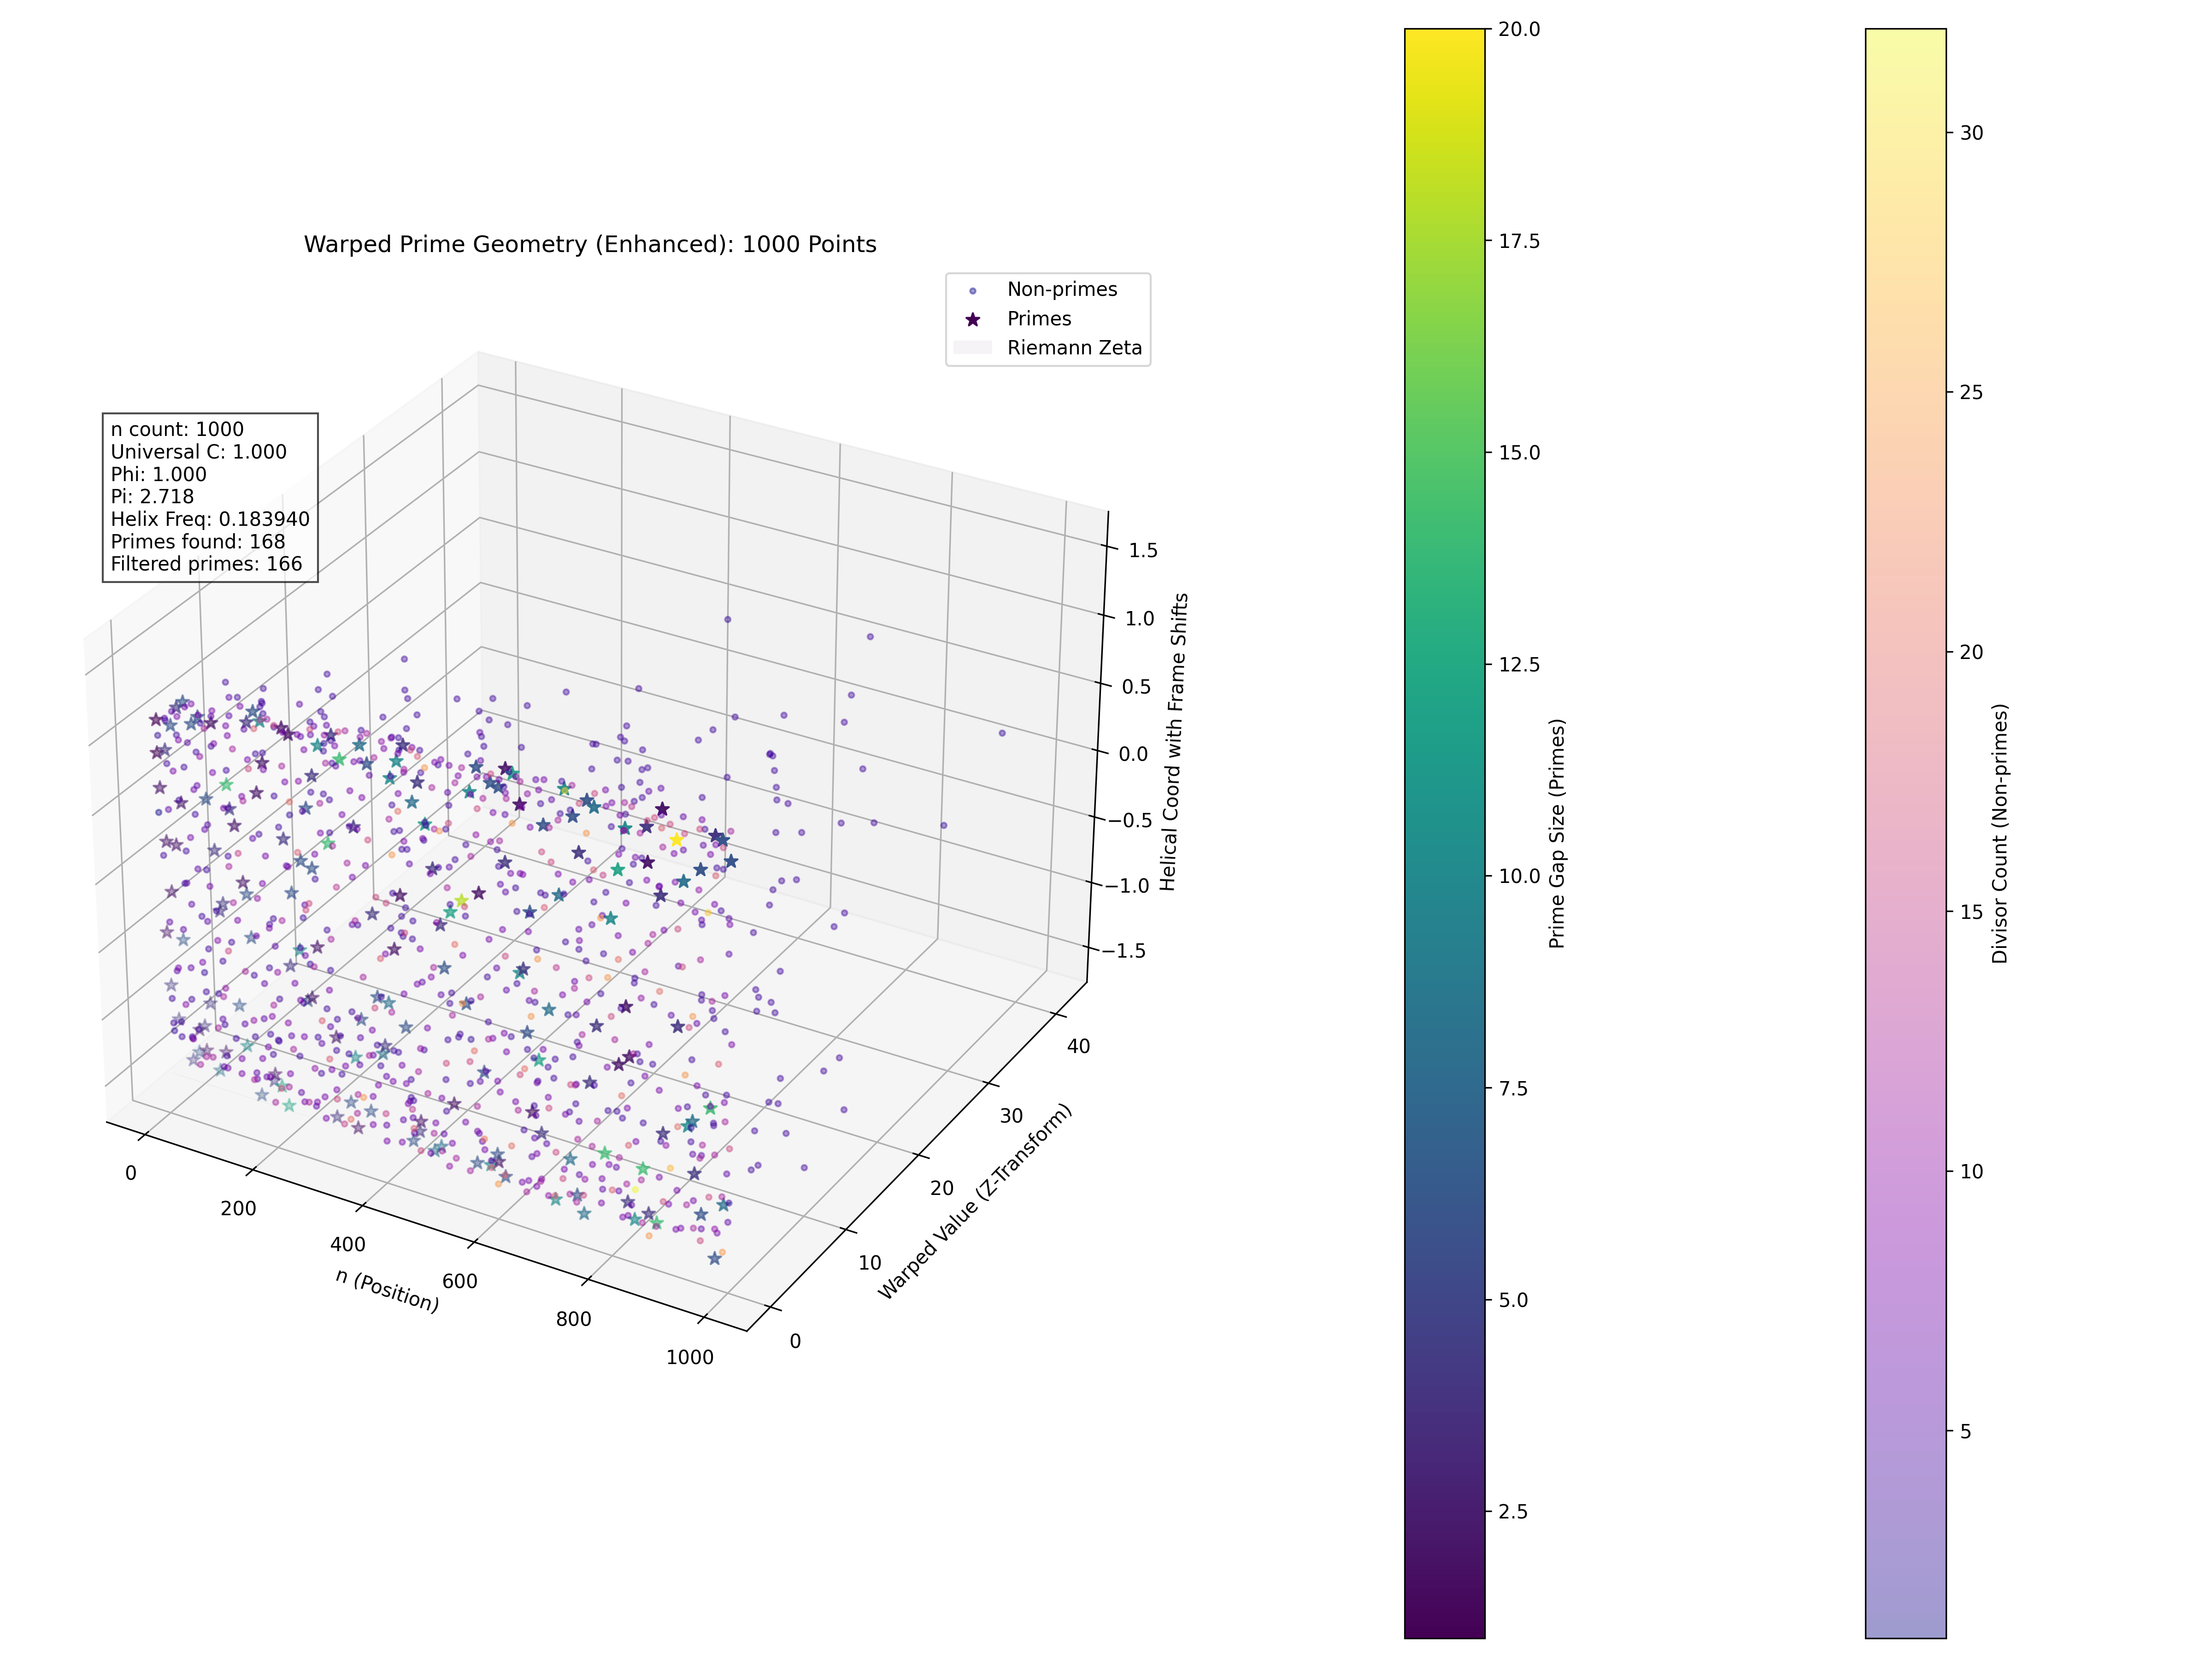 Warped Prime Geometry (Enhanced): 1000 Points
Non-primes
Primes
Riemann Zeta
n count: 1000
Universal C: 1.000
Phi: 1.000
Pi: 2.718
Helix Freq: 0.183940
Primes found: 168
Filtered primes: 166
1.5
1.0
0.5
0.0
−0.5
−1.0
−1.5
Helical Coord with Frame Shifts
0
200
400
600
800
1000
n (Position)
0
10
20
30
40
Warped Value (Z-Transform)
20.0
17.5
15.0
12.5
10.0
7.5
5.0
2.5
Prime Gap Size (Primes)
30
25
20
15
10
5
Divisor Count (Non-primes)